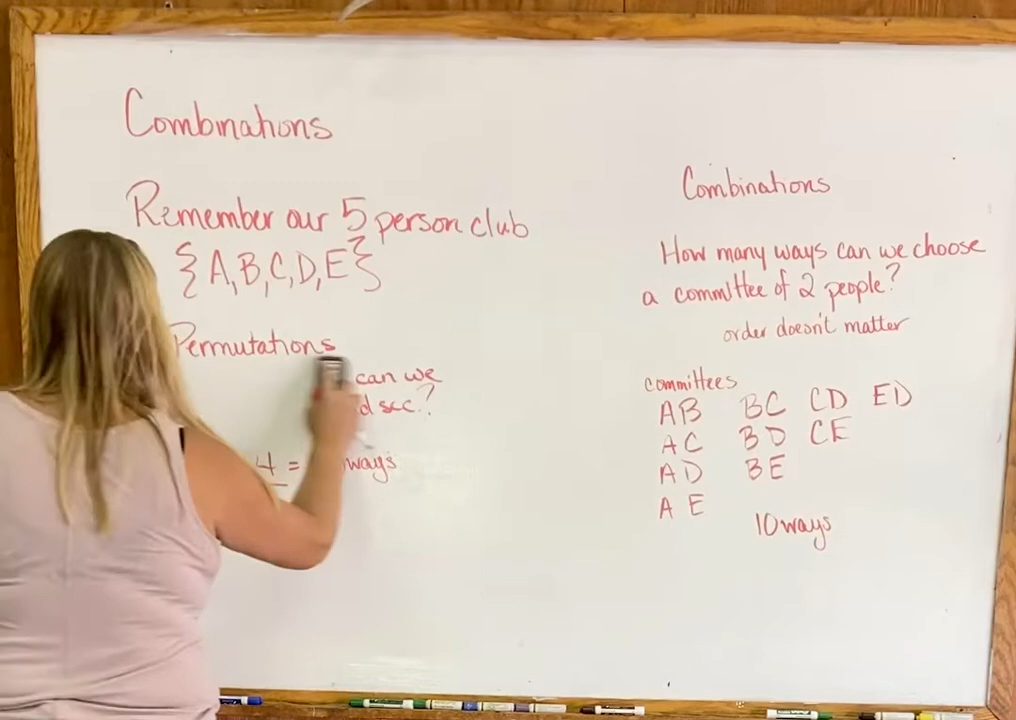 Combinations
Remember our 5 person club
{A,B,C,D,E}
Permutations
can we
d sec.?
4 = ways
Combinations
How many ways can we choose
a committee of 2 people?
order doesn't matter
committees
AB BC CD ED
AC BD CE
AD BE
AE
10 ways